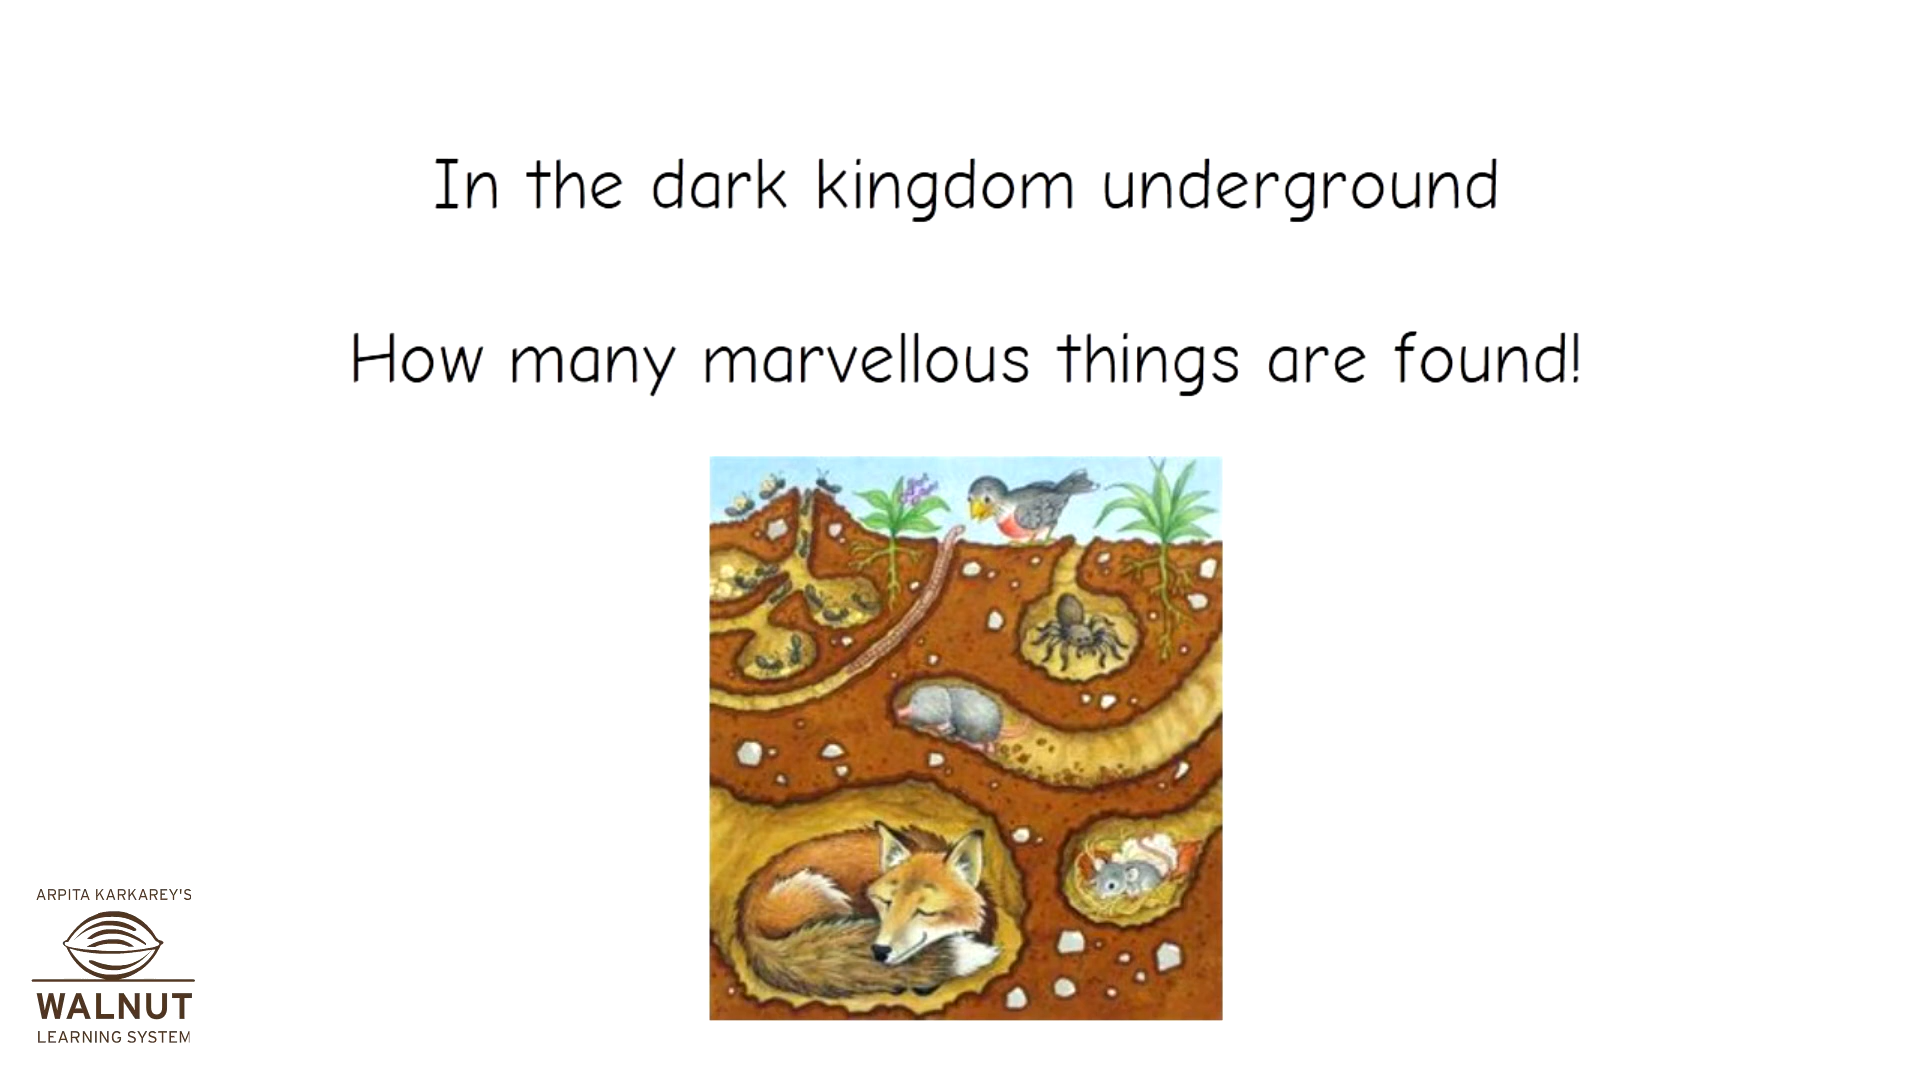 In the dark kingdom underground
How many marvellous things are found!
ARPITA KARKAREY'S
WALNUT
LEARNING SYSTEM